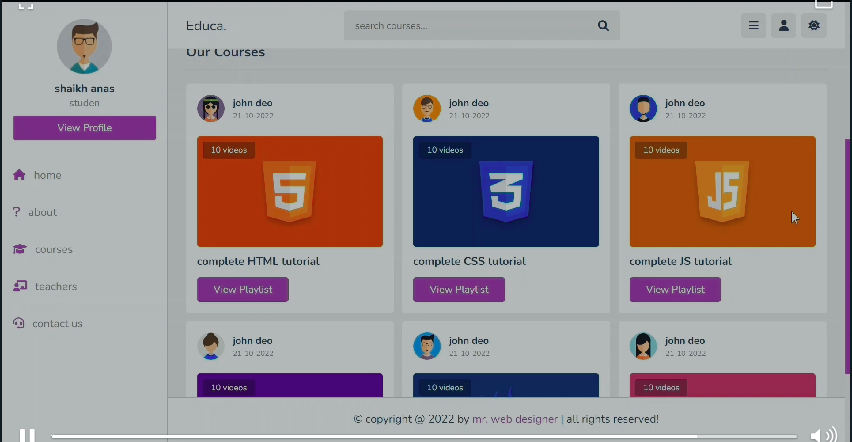 Educa.
search courses...
shaikh anas
studen
View Profile
home
about
courses
teachers
contact us
Our Courses
john deo
21-10-2022
10 videos
5
complete HTML tutorial
View Playlist
john deo
21-10-2022
10 videos
3
complete CSS tutorial
View Playlist
john deo
21-10-2022
10 videos
JS
complete JS tutorial
View Playlist
john deo
21-10-2022
10 videos
john deo
21-10-2022
10 videos
john deo
21-10-2022
10 videos
© copyright @ 2022 by mr. web designer | all rights reserved!